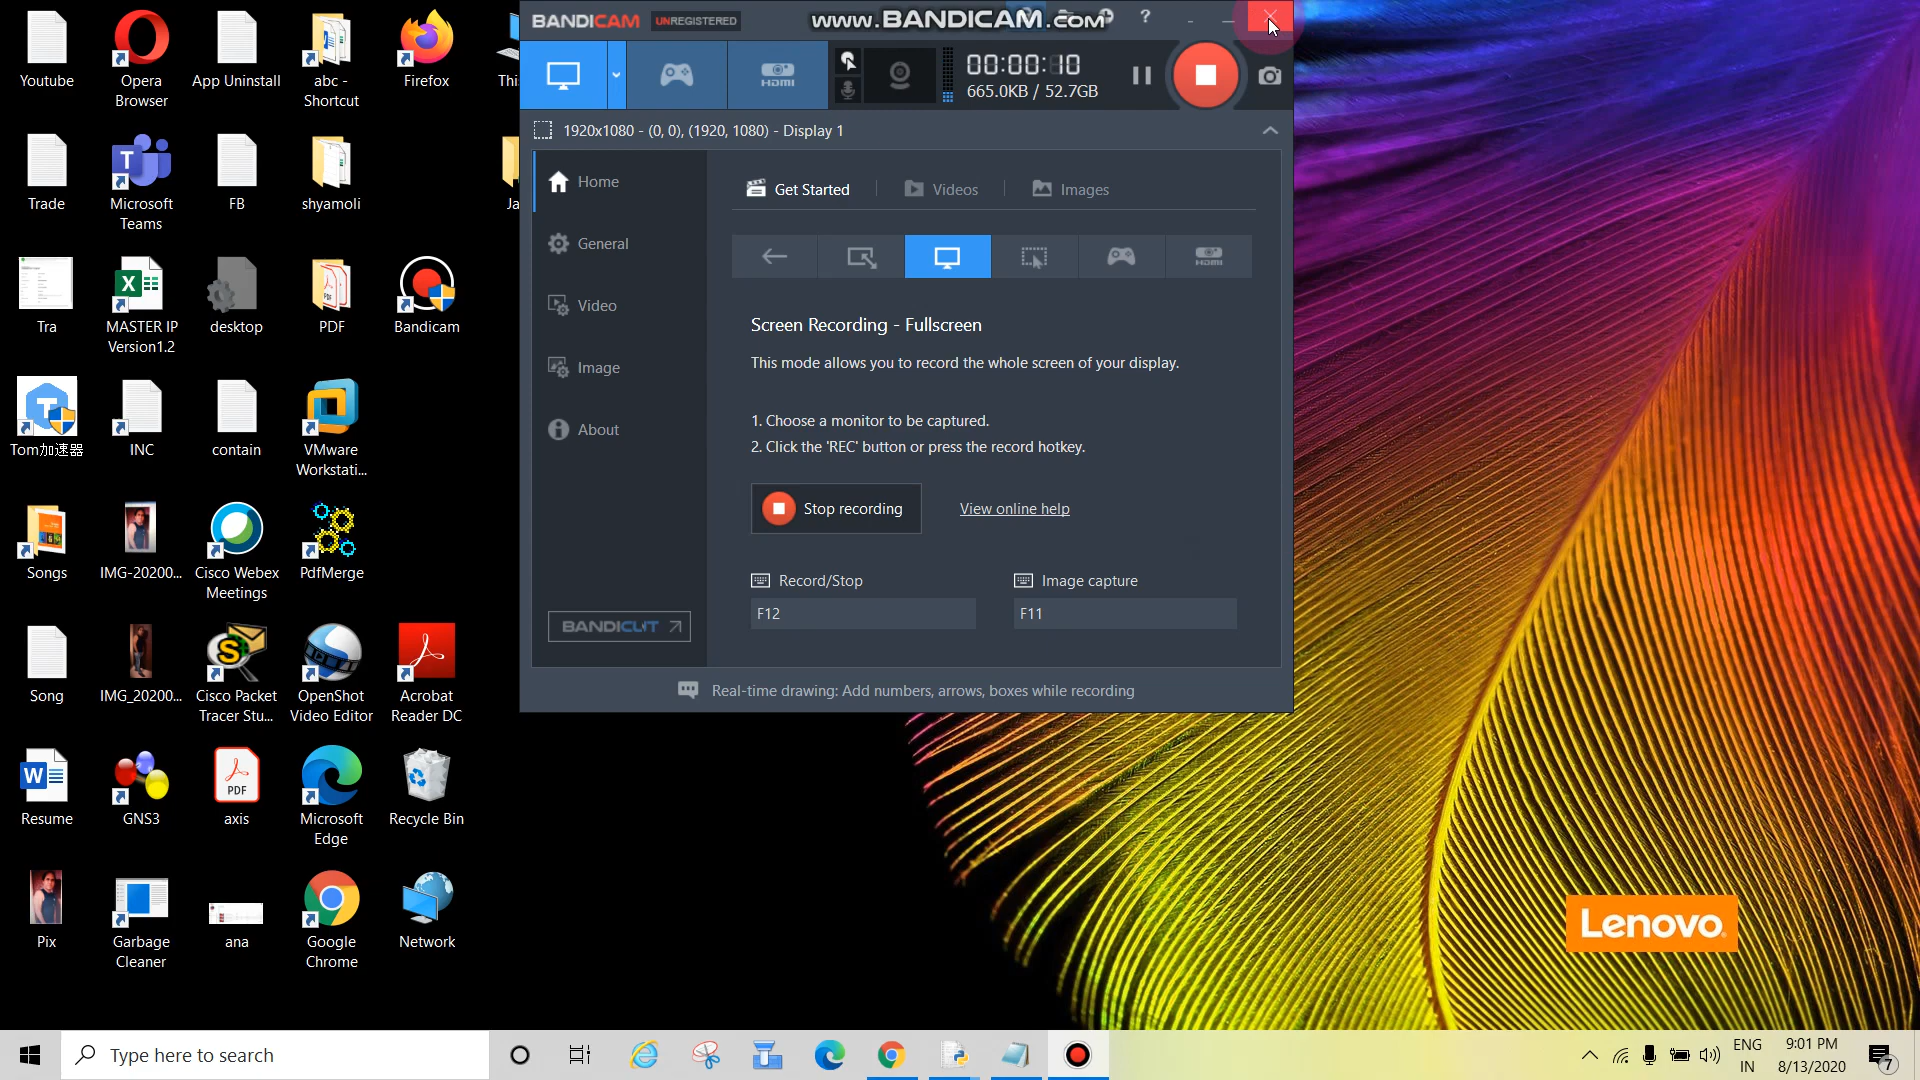 Youtube
Opera
Browser
App Uninstall
abc -
Shortcut
Firefox
Trade
Microsoft
Teams
FB
shyamoli
Tra
MASTER IP
Version1.2
desktop
PDF
Bandicam
Tom加速器
INC
contain
VMware
Workstati...
Songs
IMG-20200...
Cisco Webex
Meetings
PdfMerge
Song
IMG_20200...
Cisco Packet
Tracer Stu...
OpenShot
Video Editor
Acrobat
Reader DC
Resume
GNS3
PDF
axis
Microsoft
Edge
Recycle Bin
Pix
Garbage
Cleaner
ana
Google
Chrome
Network
BANDICAM
UNREGISTERED
www.BANDICAM.com
?
HDMI
00:00:10
665.0KB / 52.7GB
1920x1080 - (0, 0), (1920, 1080) - Display 1
Home
General
Video
Image
About
BANDICUT
Get Started
Videos
Images
HDMI
Screen Recording - Fullscreen
This mode allows you to record the whole screen of your display.
1. Choose a monitor to be captured.
2. Click the 'REC' button or press the record hotkey.
Stop recording
View online help
Record/Stop
Image capture
F12
F11
Real-time drawing: Add numbers, arrows, boxes while recording
Lenovo
Type here to search
ENG
IN
9:01 PM
8/13/2020
7